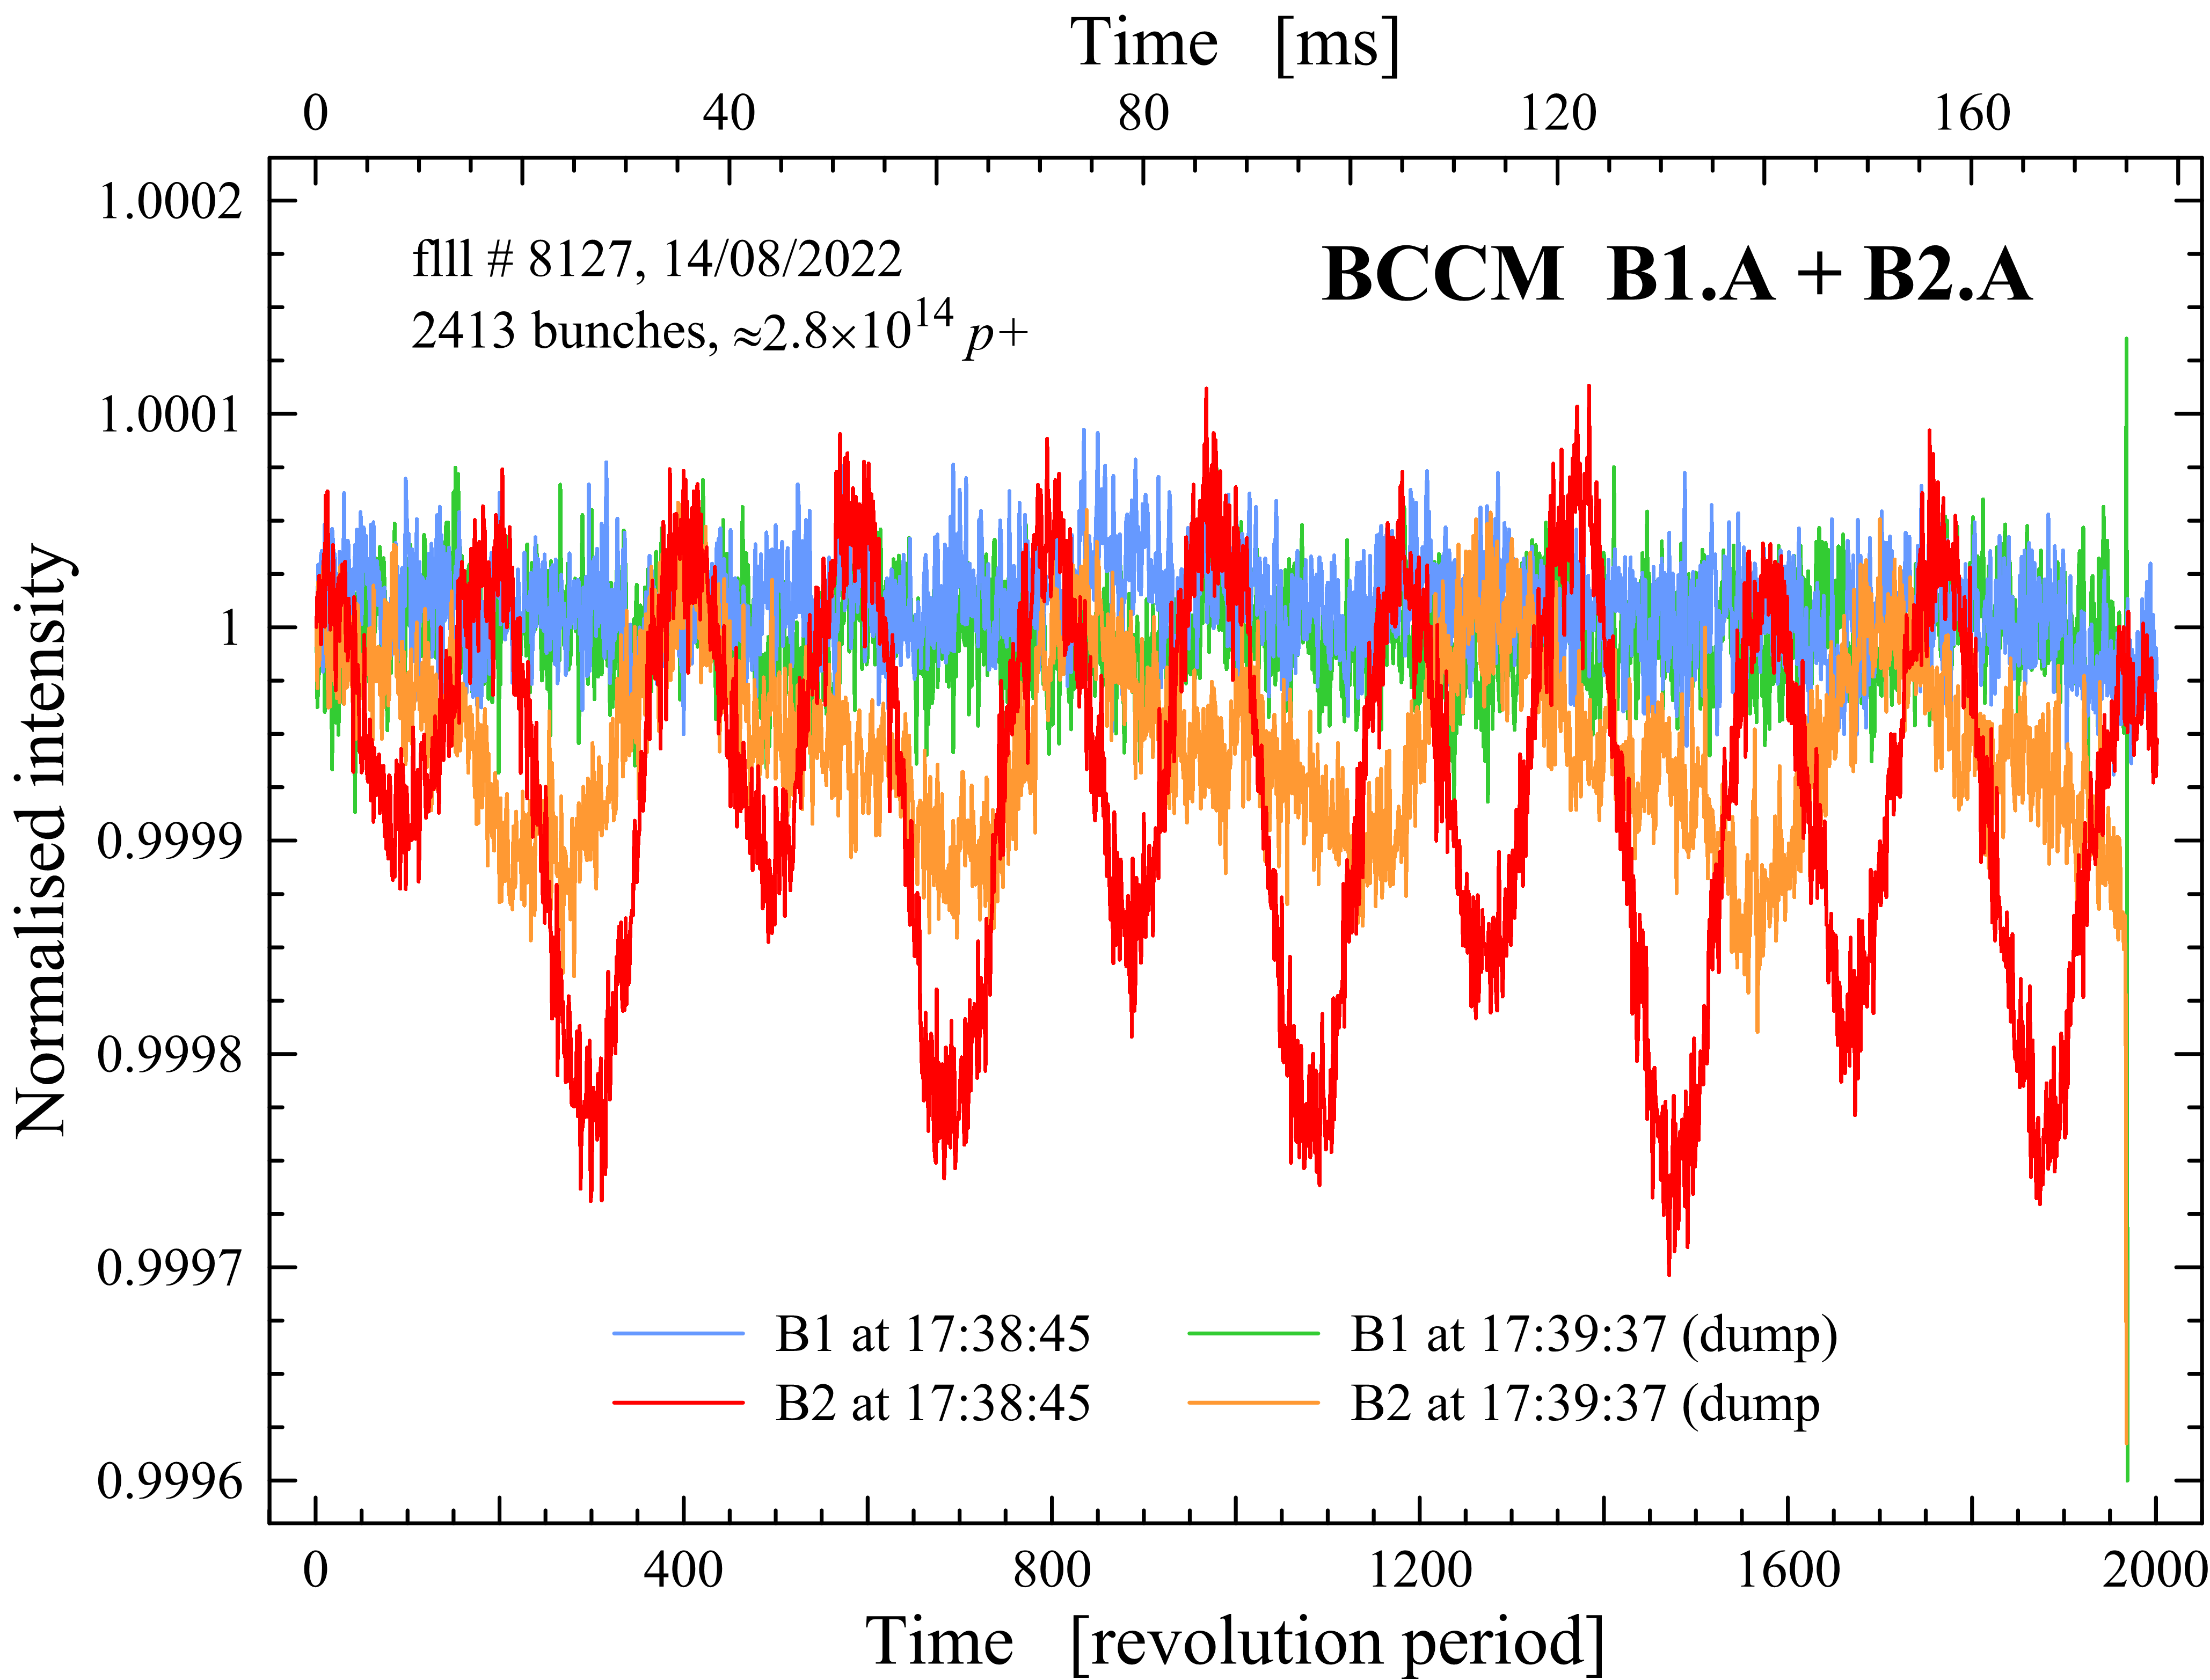 Time [ms]
0 40 80 120 160
1.0002
1.0001
1
0.9999
0.9998
0.9997
0.9996
Normalised intensity
flll # 8127, 14/08/2022
2413 bunches, ≈2.8×10¹⁴ p+
BCCM B1.A + B2.A
B1 at 17:38:45
B1 at 17:39:37 (dump)
B2 at 17:38:45
B2 at 17:39:37 (dump
0 400 800 1200 1600 2000
Time [revolution period]